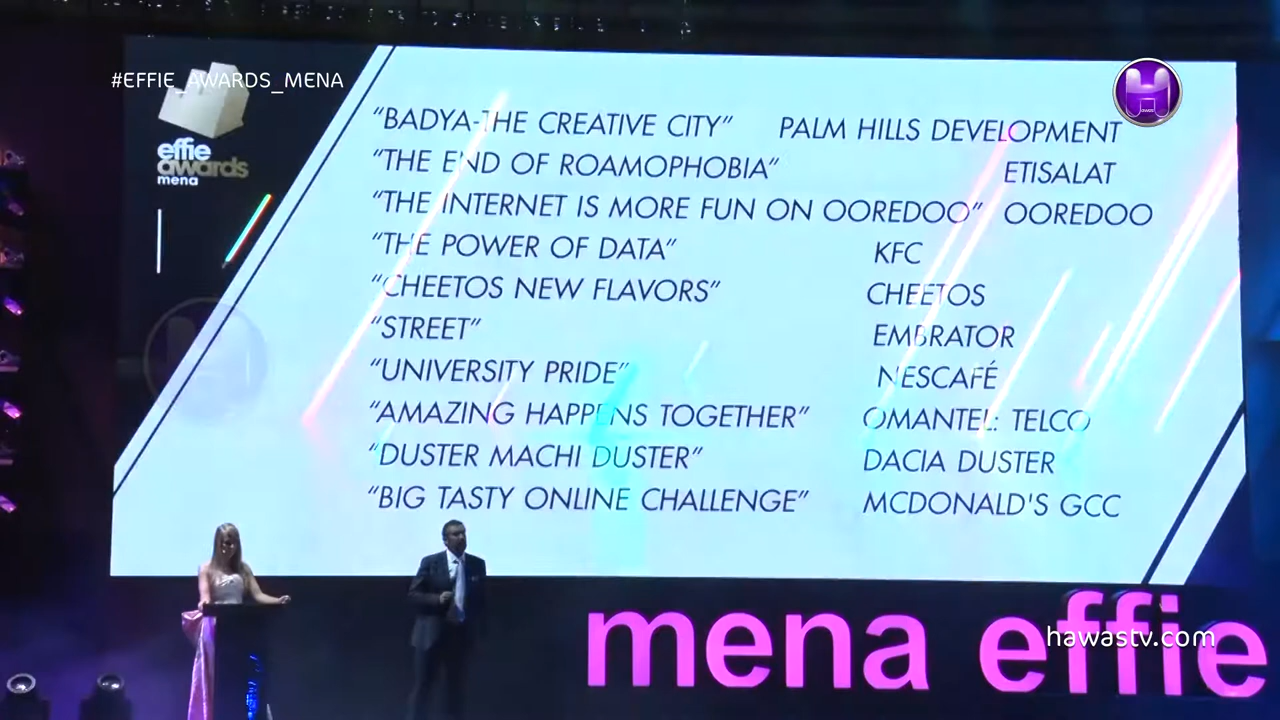 #EFFIE_AWARDS_MENA
effie
awards
mena
"BADYA-THE CREATIVE CITY" PALM HILLS DEVELOPMENT
"THE END OF ROAMOPHOBIA" ETISALAT
"THE INTERNET IS MORE FUN ON OOREDOO" OOREDOO
"THE POWER OF DATA" KFC
"CHEETOS NEW FLAVORS" CHEETOS
"STREET" EMBRATOR
"UNIVERSITY PRIDE" NESCAFÉ
"AMAZING HAPPENS TOGETHER" OMANTEL: TELCO
"DUSTER MACHI DUSTER" DACIA DUSTER
"BIG TASTY ONLINE CHALLENGE" MCDONALD'S GCC
mena effie
hawastv.com